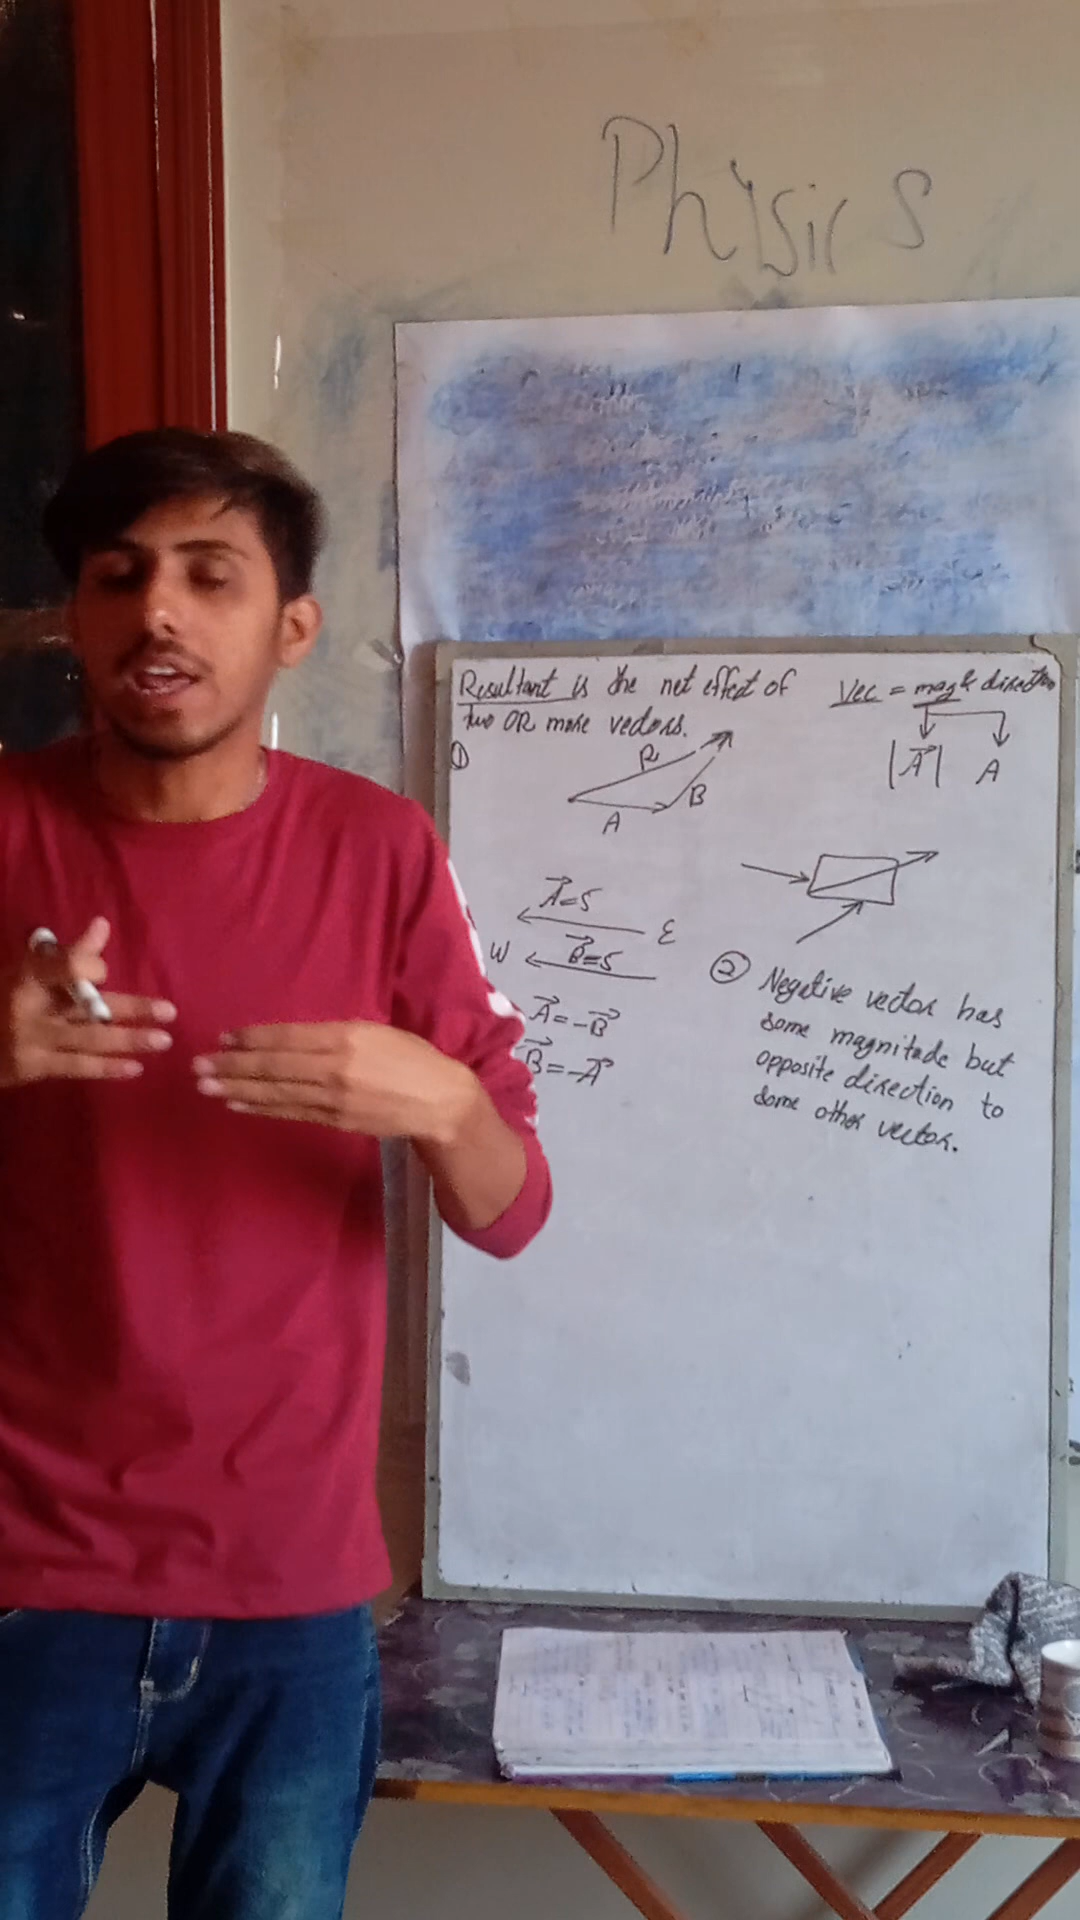 Physics
Resultant is the net effect of
two OR more vectors.
Vec = mag & direction
|A⃗| A
①
R
B
A
A⃗=5
E
W
B⃗=5
A⃗=-B⃗
B⃗=-A⃗
② Negative vector has
same magnitude but
opposite direction to
some other vector.